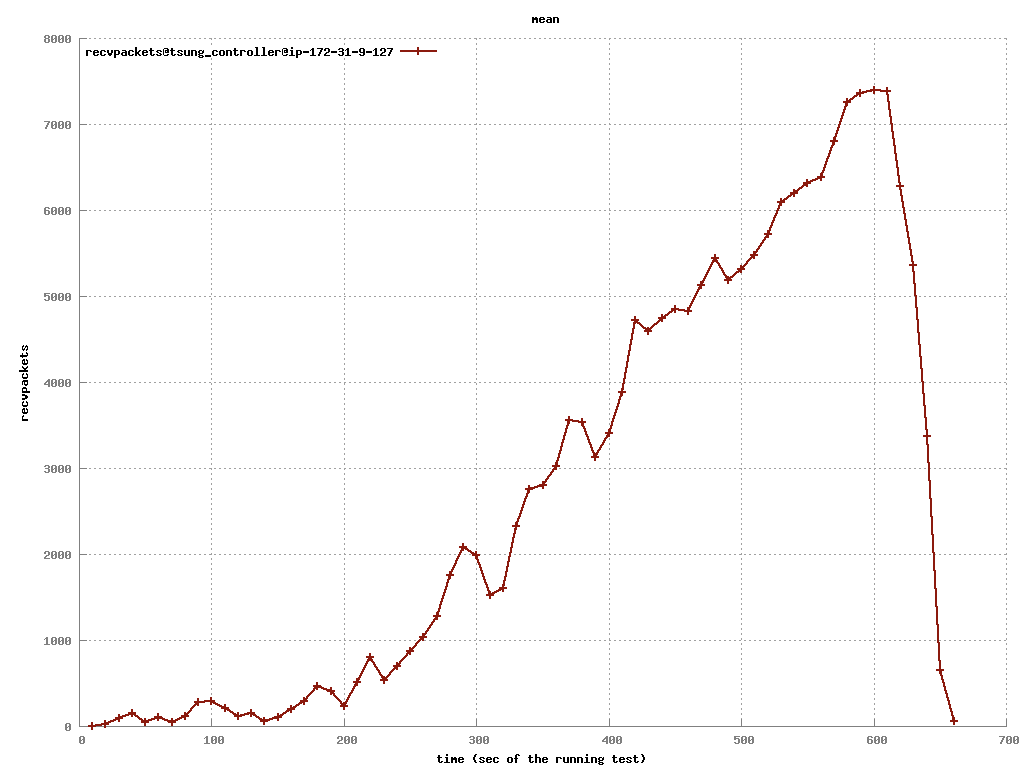 mean
8000
recvpackets@tsung_controller@ip-172-31-9-127
7000
6000
5000
4000
3000
2000
1000
0
recvpackets
0 100 200 300 400 500 600 700
time (sec of the running test)